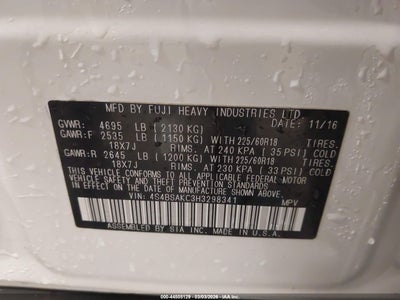 MFD BY FUJI HEAVY INDUSTRIES LTD.
DATE: 11/16
GVWR: 4695 LB ( 2130 KG)
GAWR:F 2535 LB ( 1150 KG) WITH 225/60R18
18X7J RIMS, AT 240 KPA ( 35 PSI) COLD
GAWR:R 2645 LB ( 1200 KG) WITH 225/60R18
18X7J RIMS, AT 230 KPA ( 33 PSI) COLD
THIS VEHICLE CONFORMS TO ALL APPLICABLE FEDERAL MOTOR
VEHICLE SAFETY AND THEFT PREVENTION STANDARDS IN
EFFECT ON THE DATE OF MANUFACTURE SHOWN ABOVE.
VIN: 4S4BSAKC3H3298341 MPV
ASSEMBLED BY SIA INC. MADE IN U.S.A.